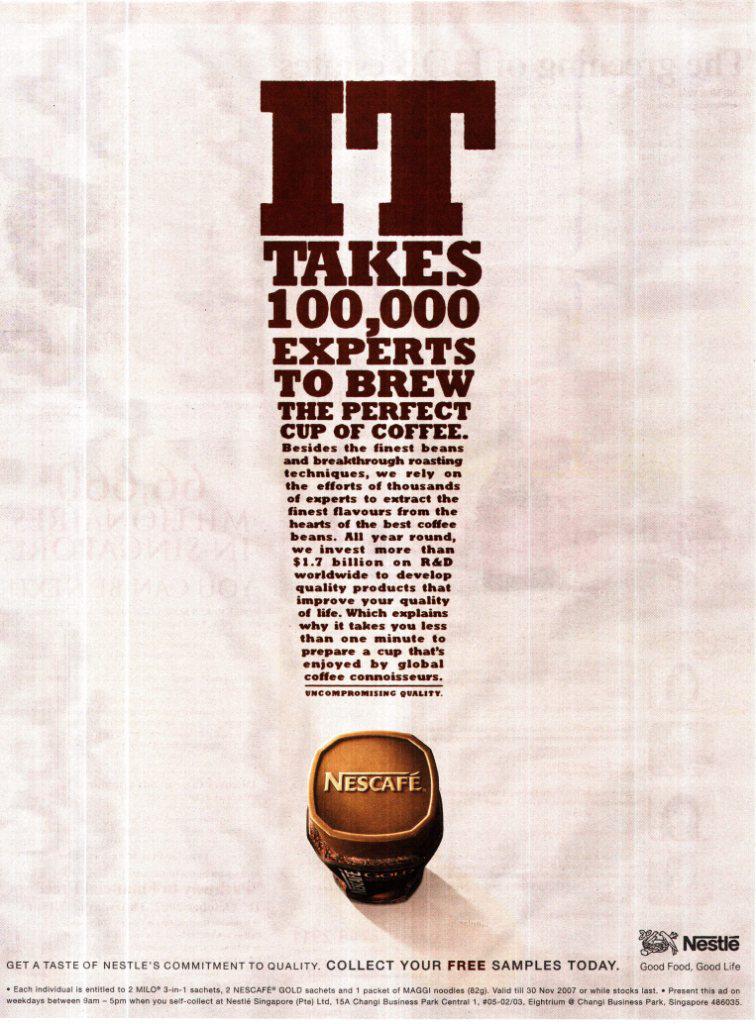 IT
TAKES
100,000
EXPERTS
TO BREW
THE PERFECT
CUP OF COFFEE.
Besides the finest beans
and breakthrough roasting
techniques, we rely on
the efforts of thousands
of experts to extract the
finest flavours from the
hearts of the best coffee
beans. All year round,
we invest more than
$1.7 billion on R&D
worldwide to develop
quality products that
improve your quality
of life. Which explains
why it takes you less
than one minute to
prepare a cup that's
enjoyed by global
coffee connoisseurs.
UNCOMPROMISING QUALITY.
NESCAFÉ
NESCAFÉ GOLD
Nestlé
GET A TASTE OF NESTLE'S COMMITMENT TO QUALITY. COLLECT YOUR FREE SAMPLES TODAY.
Good Food, Good Life
• Each individual is entitled to 2 MILO® 3-in-1 sachets, 2 NESCAFÉ® GOLD sachets and 1 packet of MAGGI noodles (82g). Valid till 30 Nov 2007 or while stocks last. • Present this ad on
weekdays between 9am – 5pm when you self-collect at Nestlé Singapore (Pte) Ltd, 15A Changi Business Park Central 1, #05-02/03, Eightrium @ Changi Business Park, Singapore 486035.